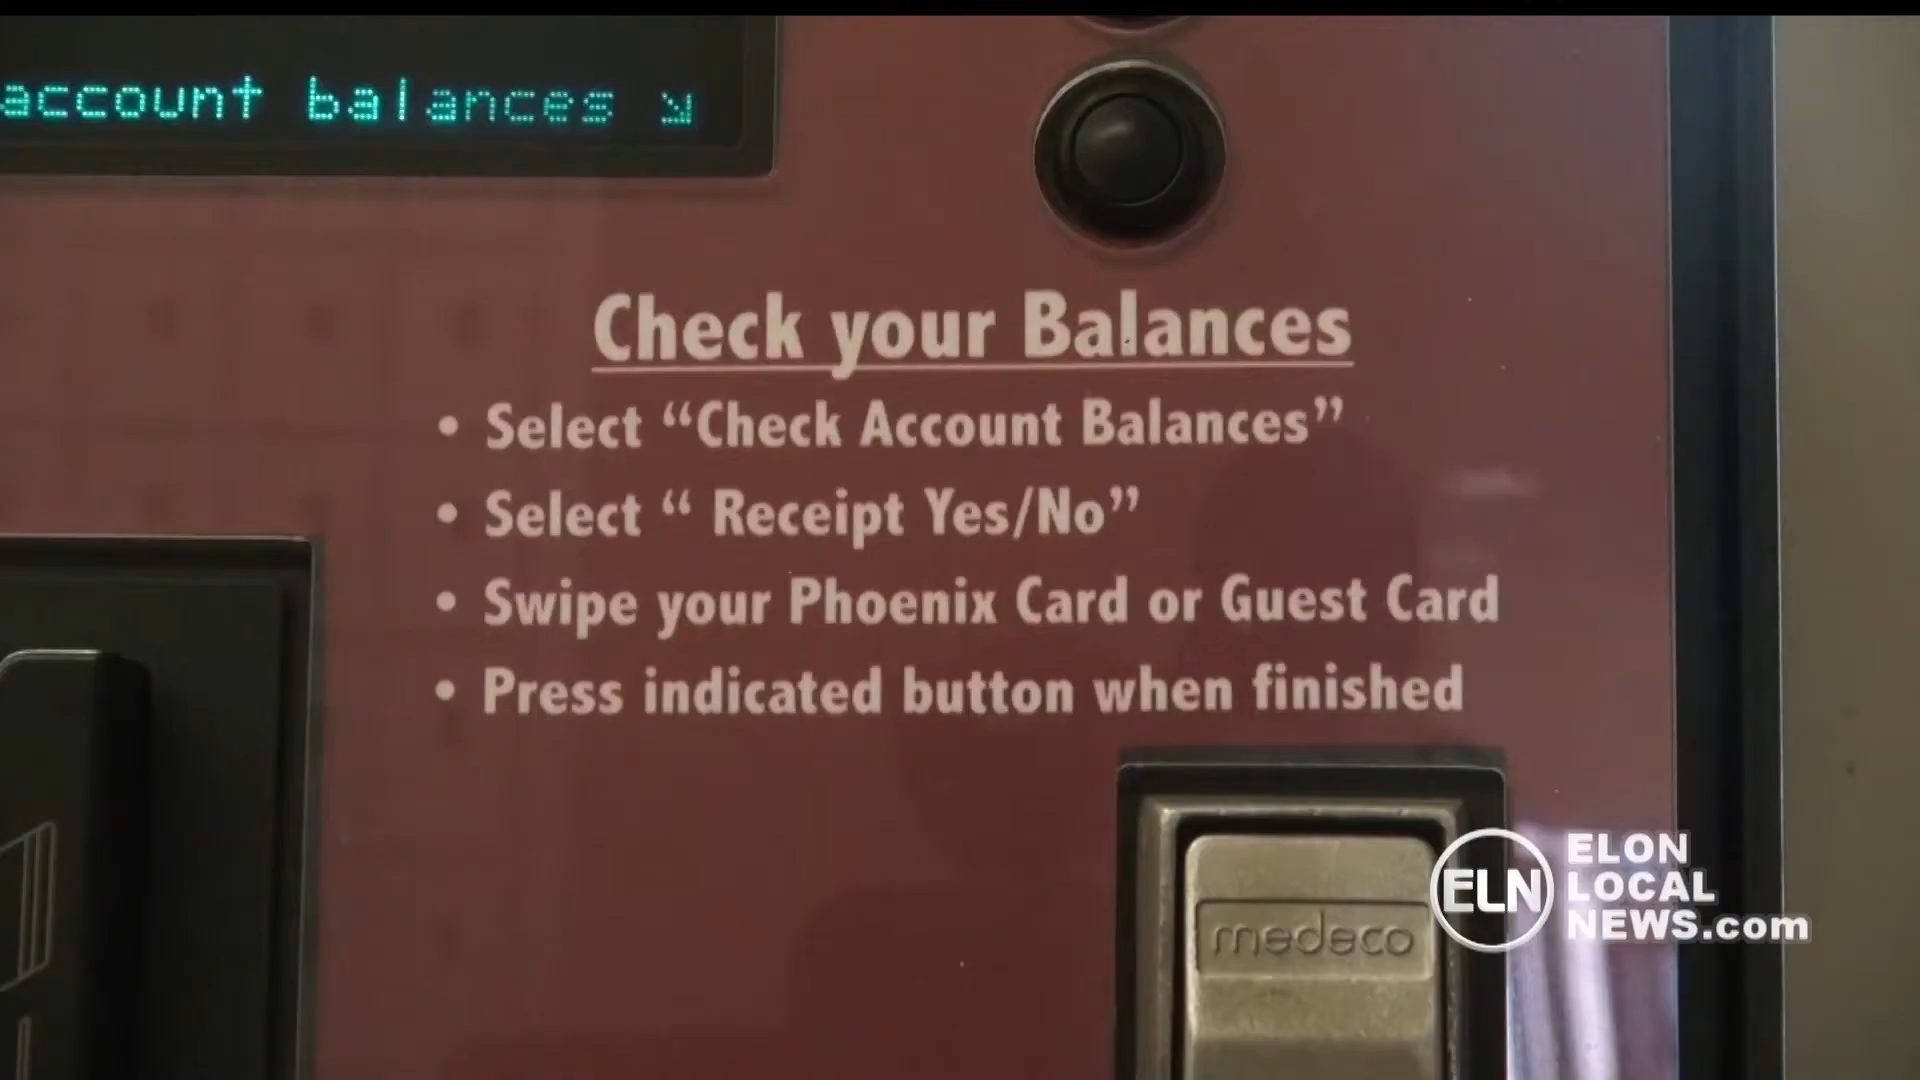 account balances ↘
Check your Balances
• Select “Check Account Balances”
• Select “ Receipt Yes/No”
• Swipe your Phoenix Card or Guest Card
• Press indicated button when finished
medeco
ELN
ELON
LOCAL
NEWS.com